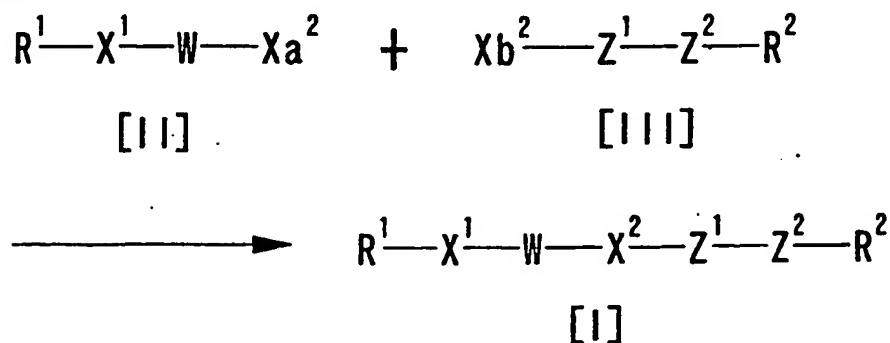 R¹—X¹—W—Xa² + Xb²—Z¹—Z²—R²
[II] [III]
R¹—X¹—W—X²—Z¹—Z²—R²
[I]